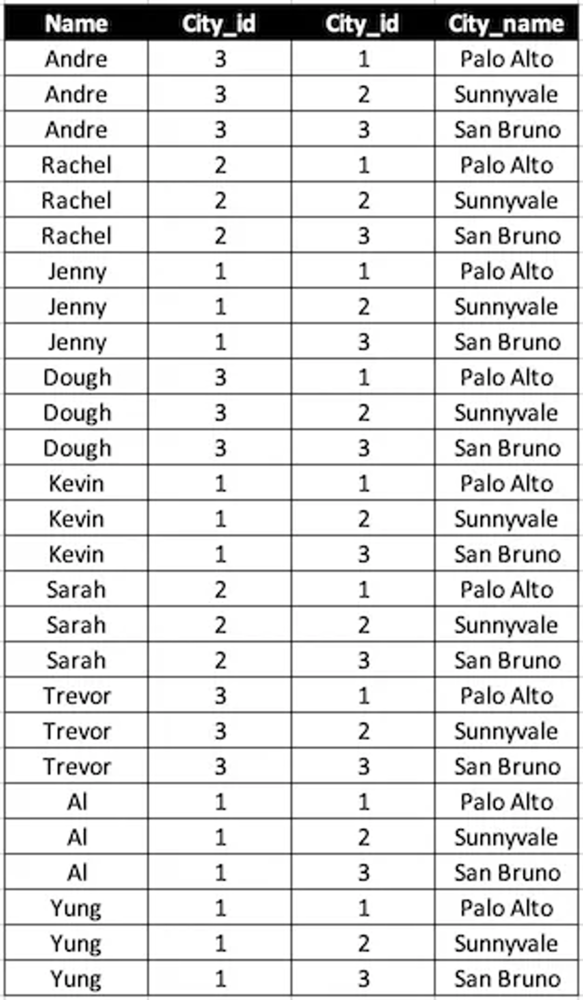 Name City_id City_id City_name
Andre 3 1 Palo Alto
Andre 3 2 Sunnyvale
Andre 3 3 San Bruno
Rachel 2 1 Palo Alto
Rachel 2 2 Sunnyvale
Rachel 2 3 San Bruno
Jenny 1 1 Palo Alto
Jenny 1 2 Sunnyvale
Jenny 1 3 San Bruno
Dough 3 1 Palo Alto
Dough 3 2 Sunnyvale
Dough 3 3 San Bruno
Kevin 1 1 Palo Alto
Kevin 1 2 Sunnyvale
Kevin 1 3 San Bruno
Sarah 2 1 Palo Alto
Sarah 2 2 Sunnyvale
Sarah 2 3 San Bruno
Trevor 3 1 Palo Alto
Trevor 3 2 Sunnyvale
Trevor 3 3 San Bruno
Al 1 1 Palo Alto
Al 1 2 Sunnyvale
Al 1 3 San Bruno
Yung 1 1 Palo Alto
Yung 1 2 Sunnyvale
Yung 1 3 San Bruno